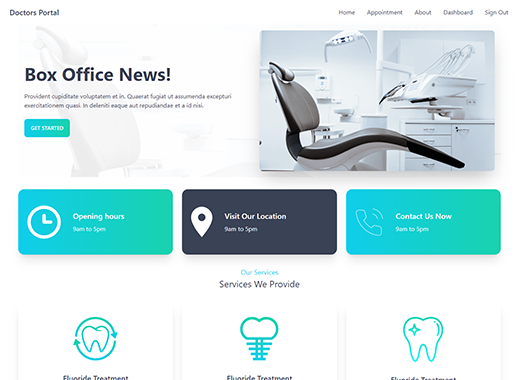 Doctors Portal
Home Appointment About Dashboard Sign Out
Box Office News!
Provident cupiditate voluptatem et in. Quaerat fugiat ut assumenda excepturi
exercitationem quasi. In deleniti eaque aut repudiandae et a id nisi.
GET STARTED
Opening hours
9am to 5pm
Visit Our Location
9am to 5pm
Contact Us Now
9am to 5pm
Our Services
Services We Provide
Fluoride Treatment
Fluoride Treatment
Fluoride Treatment